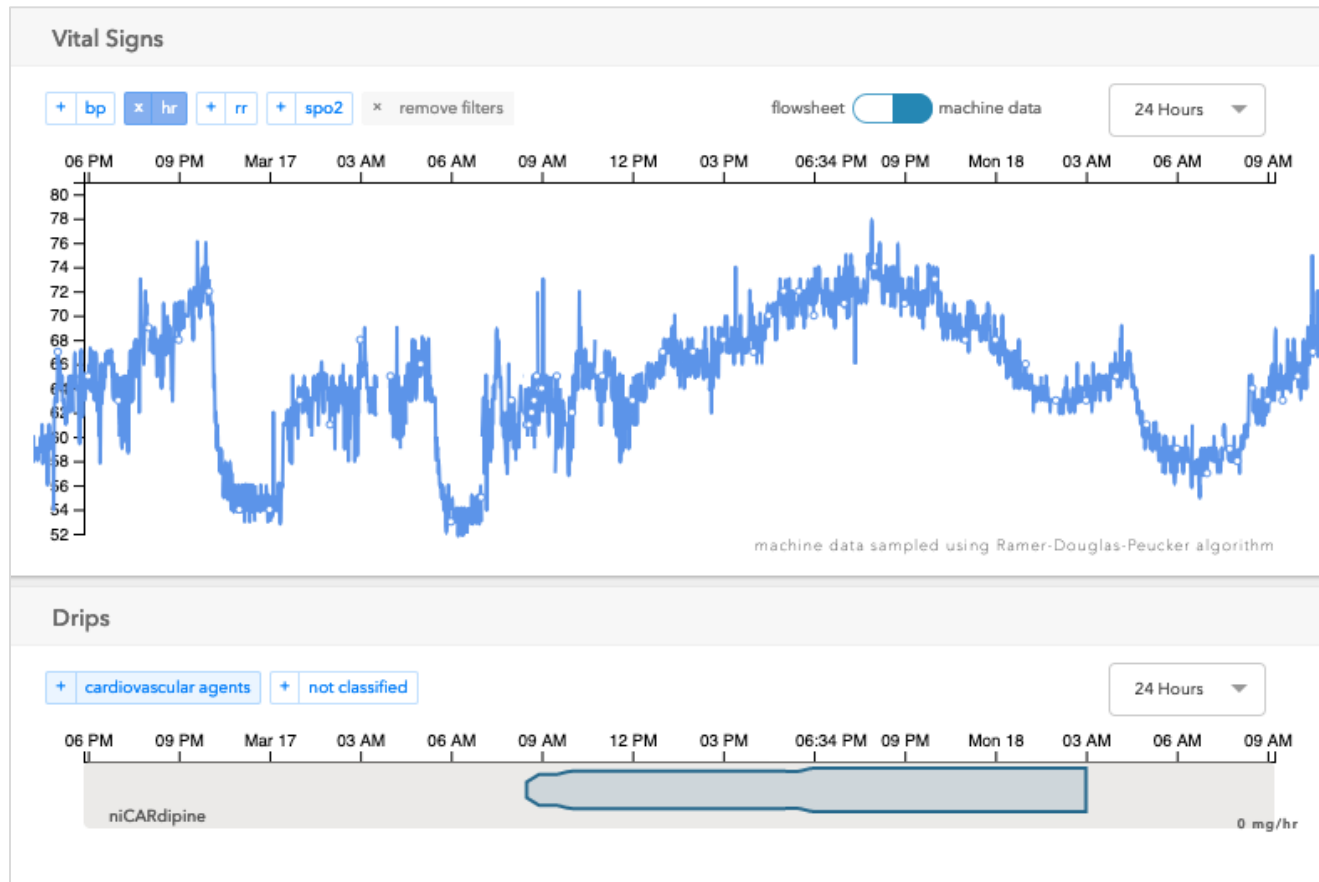 Vital Signs
+ bp x hr + rr + spo2 × remove filters flowsheet machine data 24 Hours
06 PM 09 PM Mar 17 03 AM 06 AM 09 AM 12 PM 03 PM 06:34 PM 09 PM Mon 18 03 AM 06 AM 09 AM
80
78
76
74
72
70
68
66
64
62
60
58
56
54
52
machine data sampled using Ramer-Douglas-Peucker algorithm
Drips
+ cardiovascular agents + not classified 24 Hours
06 PM 09 PM Mar 17 03 AM 06 AM 09 AM 12 PM 03 PM 06:34 PM 09 PM Mon 18 03 AM 06 AM 09 AM
niCARdipine
0 mg/hr